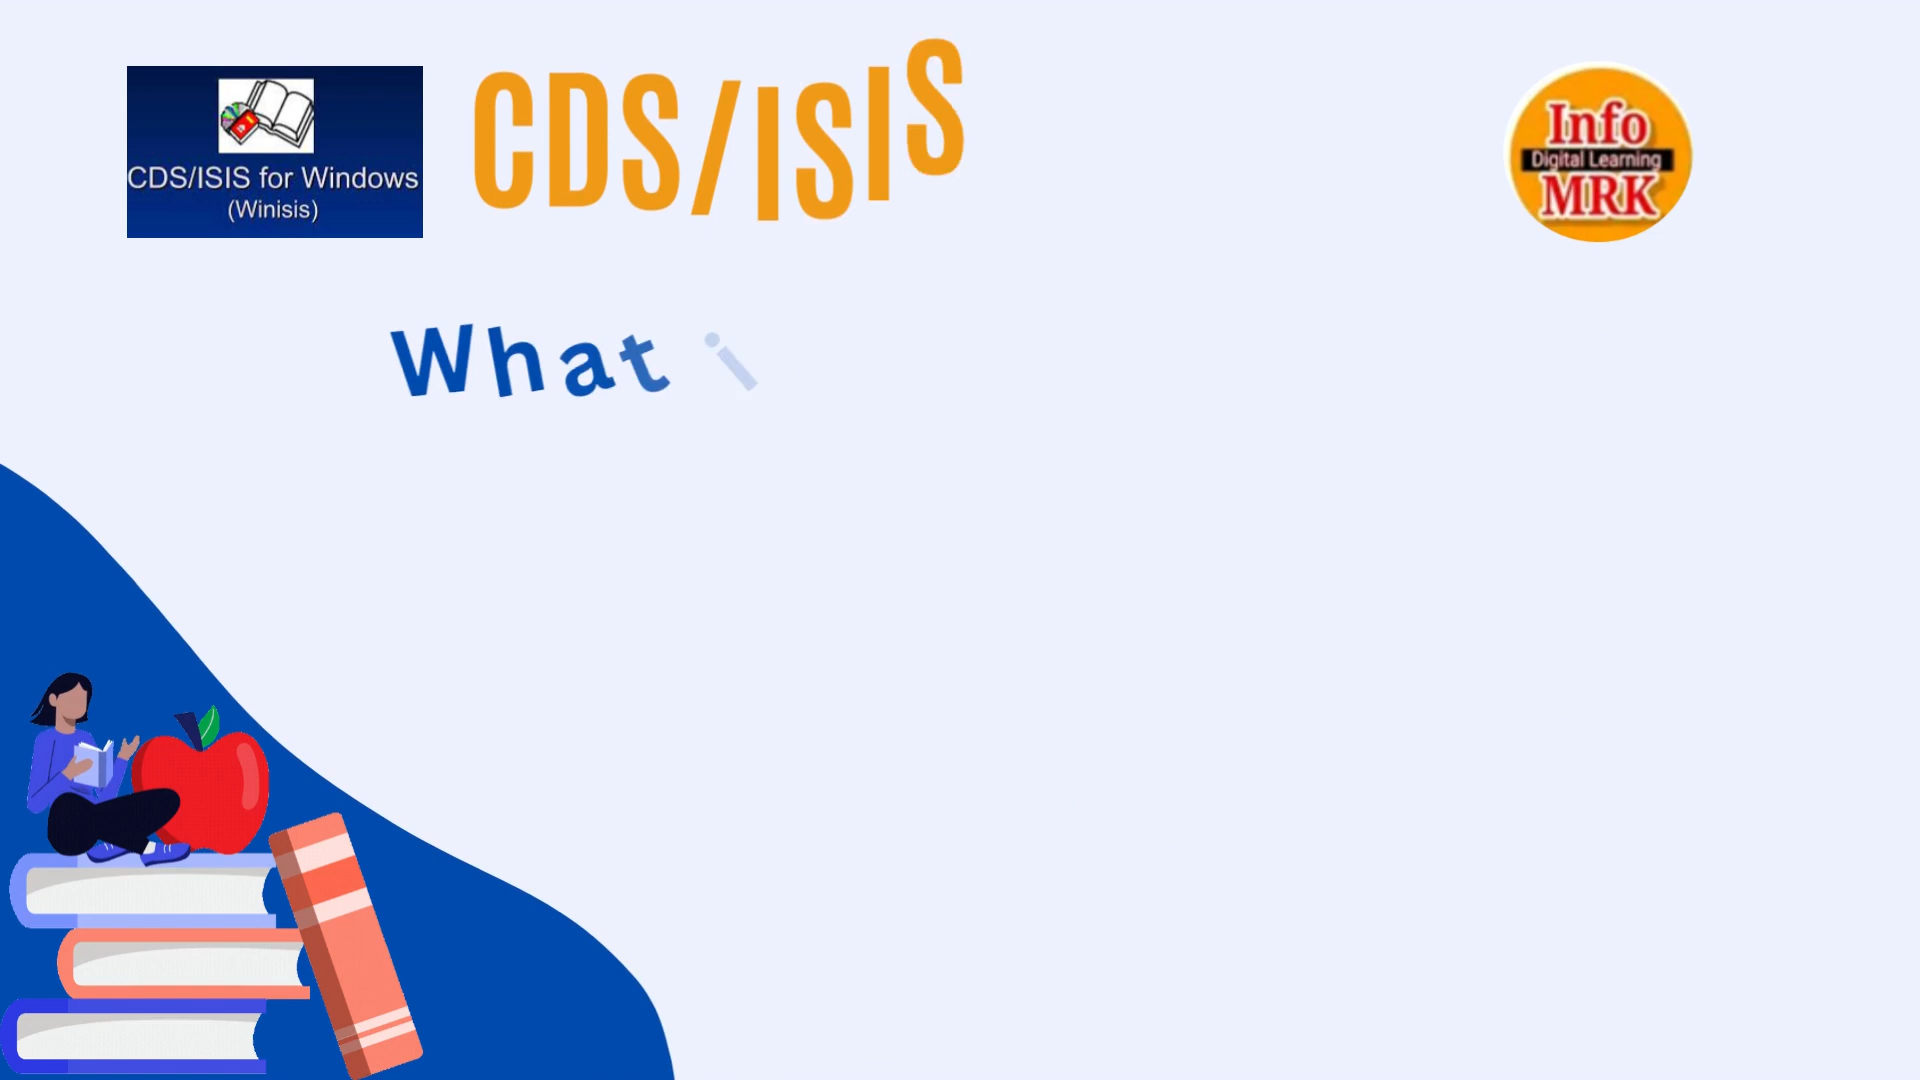 CDS/ISIS for Windows
(Winisis)
CDS/ISIS
Info
Digital Learning
MRK
What i